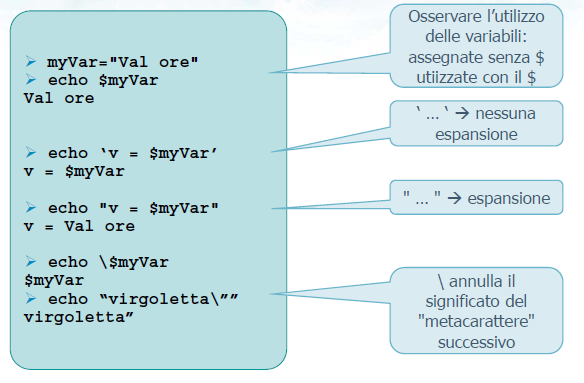 ➢ myVar="Val ore"
➢ echo $myVar
Val ore
➢ echo ‘v = $myVar’
v = $myVar
➢ echo "v = $myVar"
v = Val ore
➢ echo \$myVar
$myVar
➢ echo “virgoletta\””
virgoletta”
Osservare l’utilizzo
delle variabili:
assegnate senza $
utiizzate con il $
‘ ... ‘ → nessuna
espansione
" ... " → espansione
\ annulla il
significato del
"metacarattere"
successivo